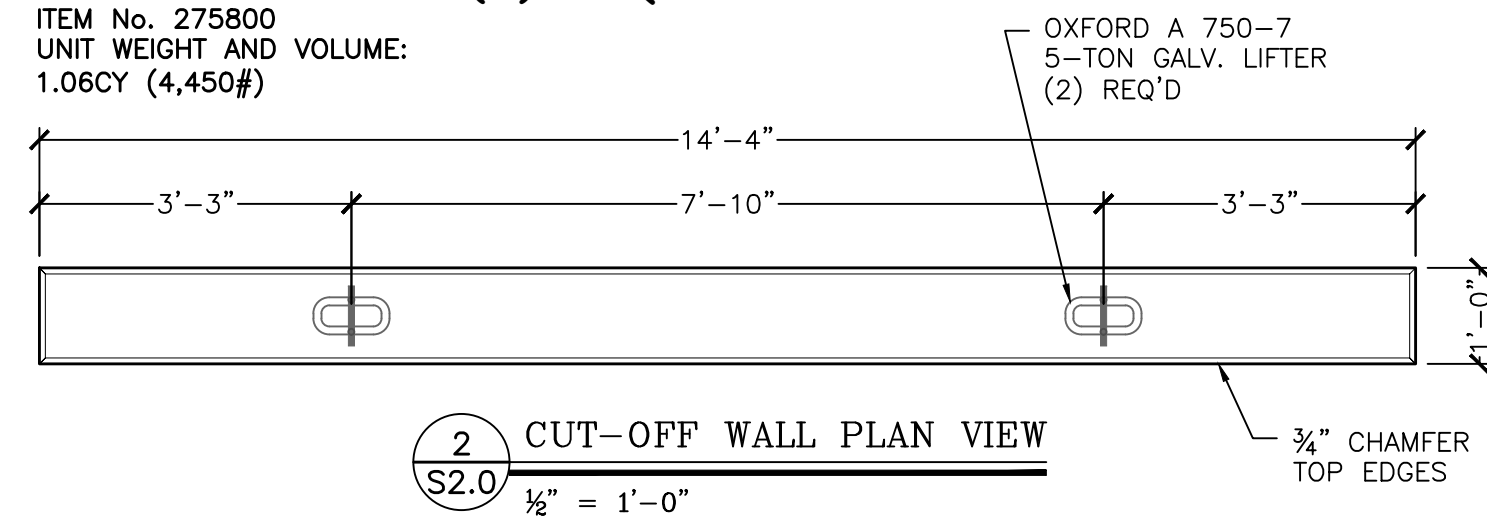 ITEM No. 275800
UNIT WEIGHT AND VOLUME:
1.06CY (4,450#)
OXFORD A 750-7
5-TON GALV. LIFTER
(2) REQ'D
14'-4"
3'-3"
7'-10"
3'-3"
1'-0"
2
S2.0
CUT-OFF WALL PLAN VIEW
½" = 1'-0"
¾" CHAMFER
TOP EDGES